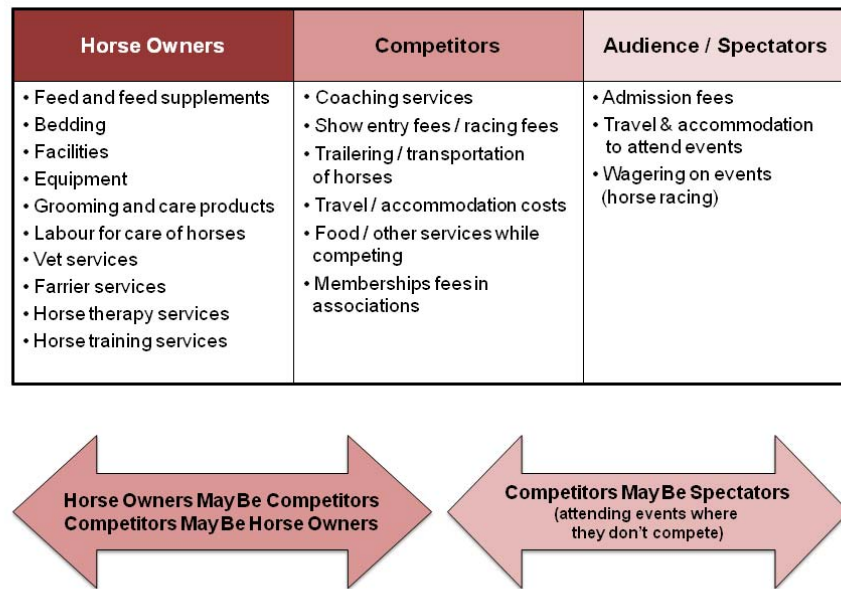 Horse Owners
• Feed and feed supplements
• Bedding
• Facilities
• Equipment
• Grooming and care products
• Labour for care of horses
• Vet services
• Farrier services
• Horse therapy services
• Horse training services
Competitors
• Coaching services
• Show entry fees / racing fees
• Trailering / transportation
of horses
• Travel / accommodation costs
• Food / other services while
competing
• Memberships fees in
associations
Audience / Spectators
• Admission fees
• Travel & accommodation
to attend events
• Wagering on events
(horse racing)
Horse Owners May Be Competitors
Competitors May Be Horse Owners
Competitors May Be Spectators
(attending events where
they don't compete)